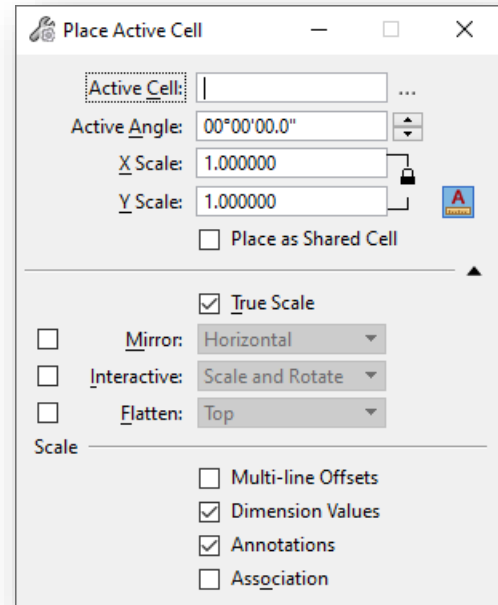 Place Active Cell
Active Cell: ...
Active Angle: 00°00'00.0"
X Scale: 1.000000
Y Scale: 1.000000
A
Place as Shared Cell
True Scale
Mirror: Horizontal
Interactive: Scale and Rotate
Flatten: Top
Scale
Multi-line Offsets
Dimension Values
Annotations
Association